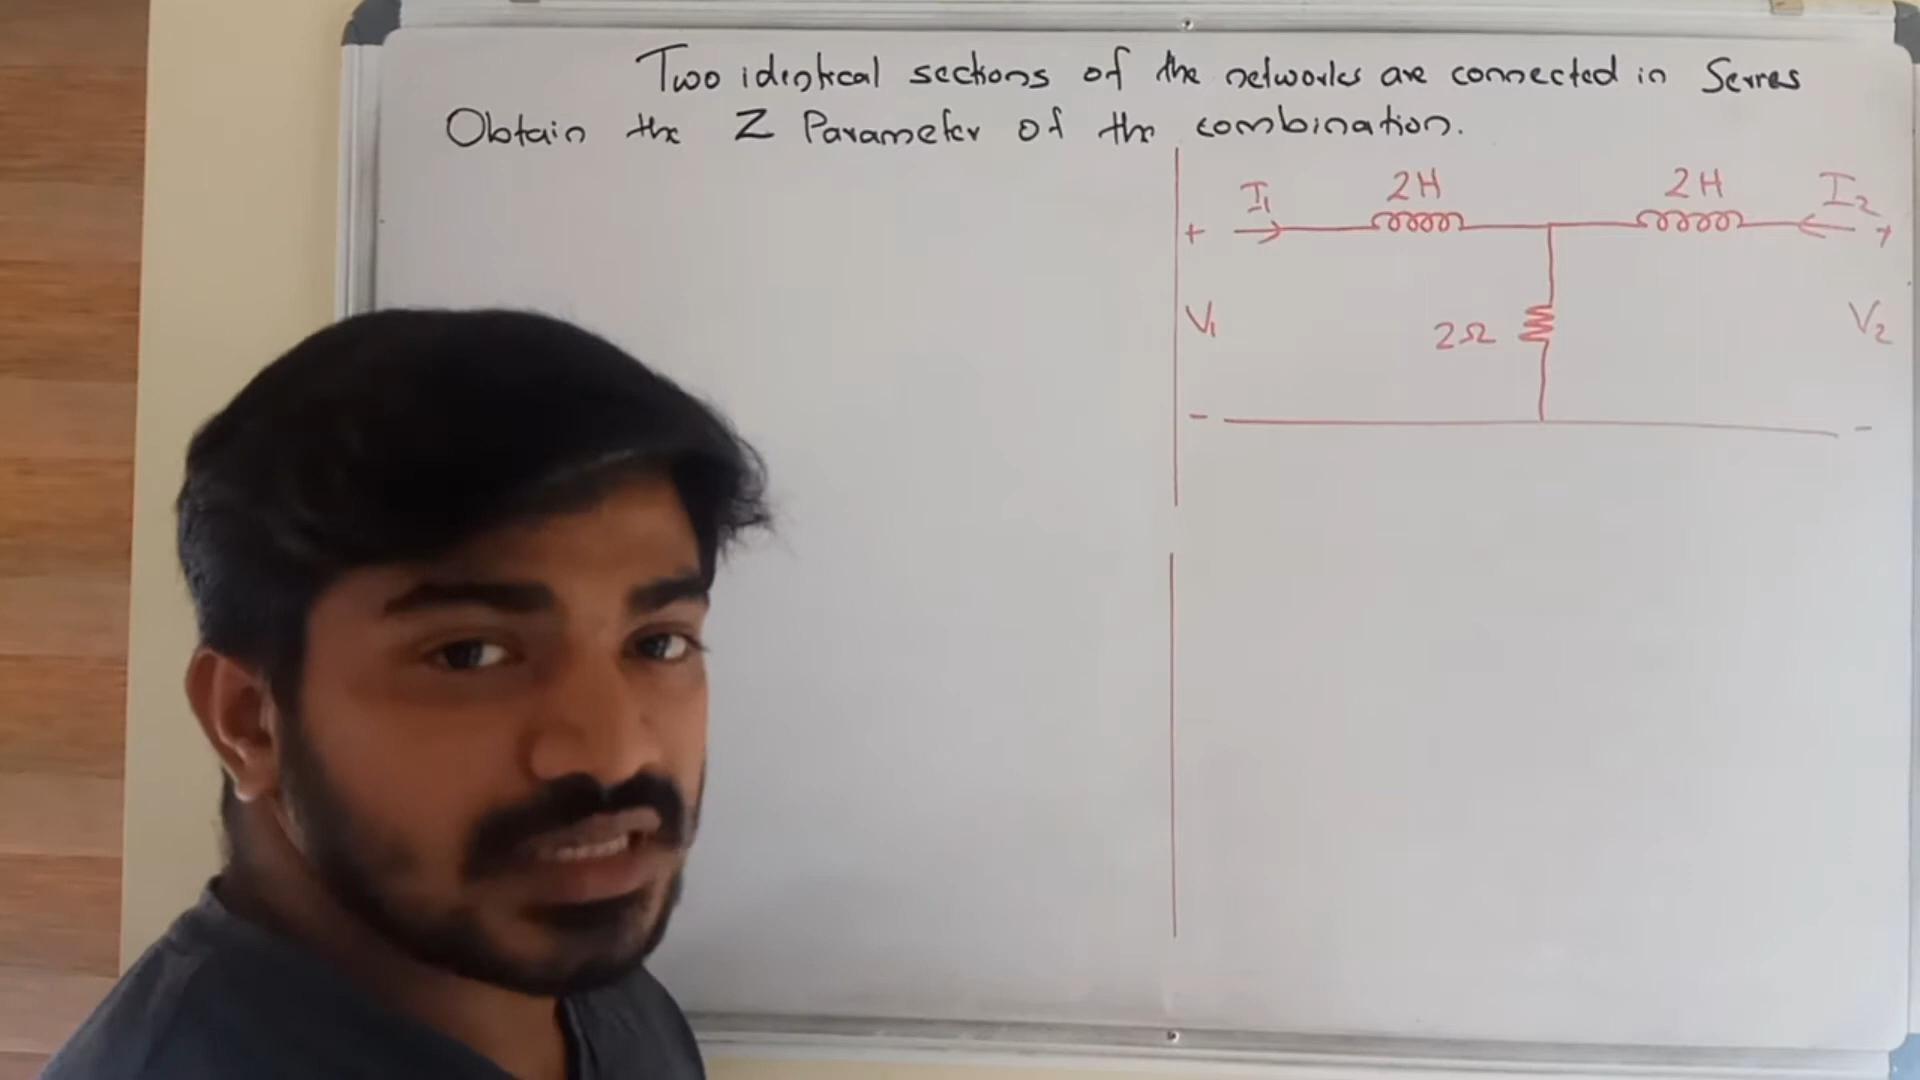 Two identical sections of the networks are connected in Series
Obtain the Z Parameter of the combination.
I₁ 2H 2H I₂
+ +
V₁ 2Ω V₂
- -